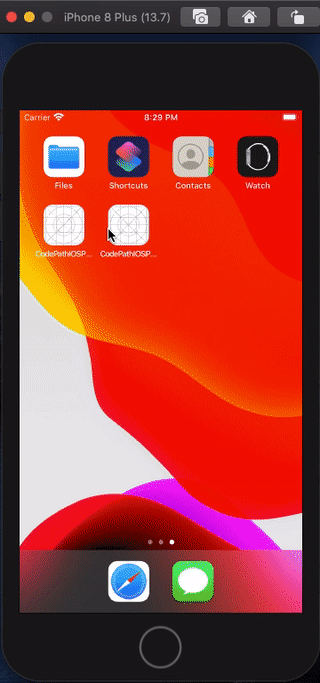 iPhone 8 Plus (13.7)
Carrier 8:29 PM
Files Shortcuts Contacts Watch
CodePathIOSP... CodePathIOSP...